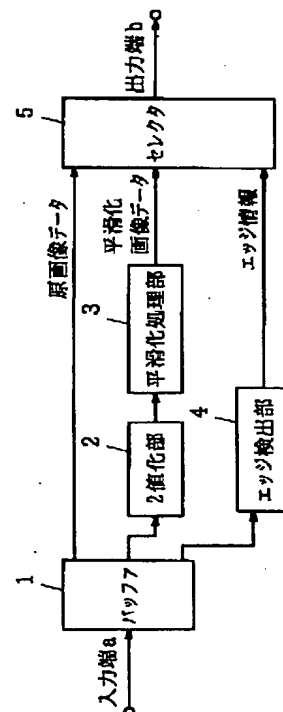 入力端a
1
バッファ
原画像データ
2
2値化部
3
平滑化処理部
平滑化
画像データ
4
エッジ検出部
エッジ情報
5
セレクタ
出力端b